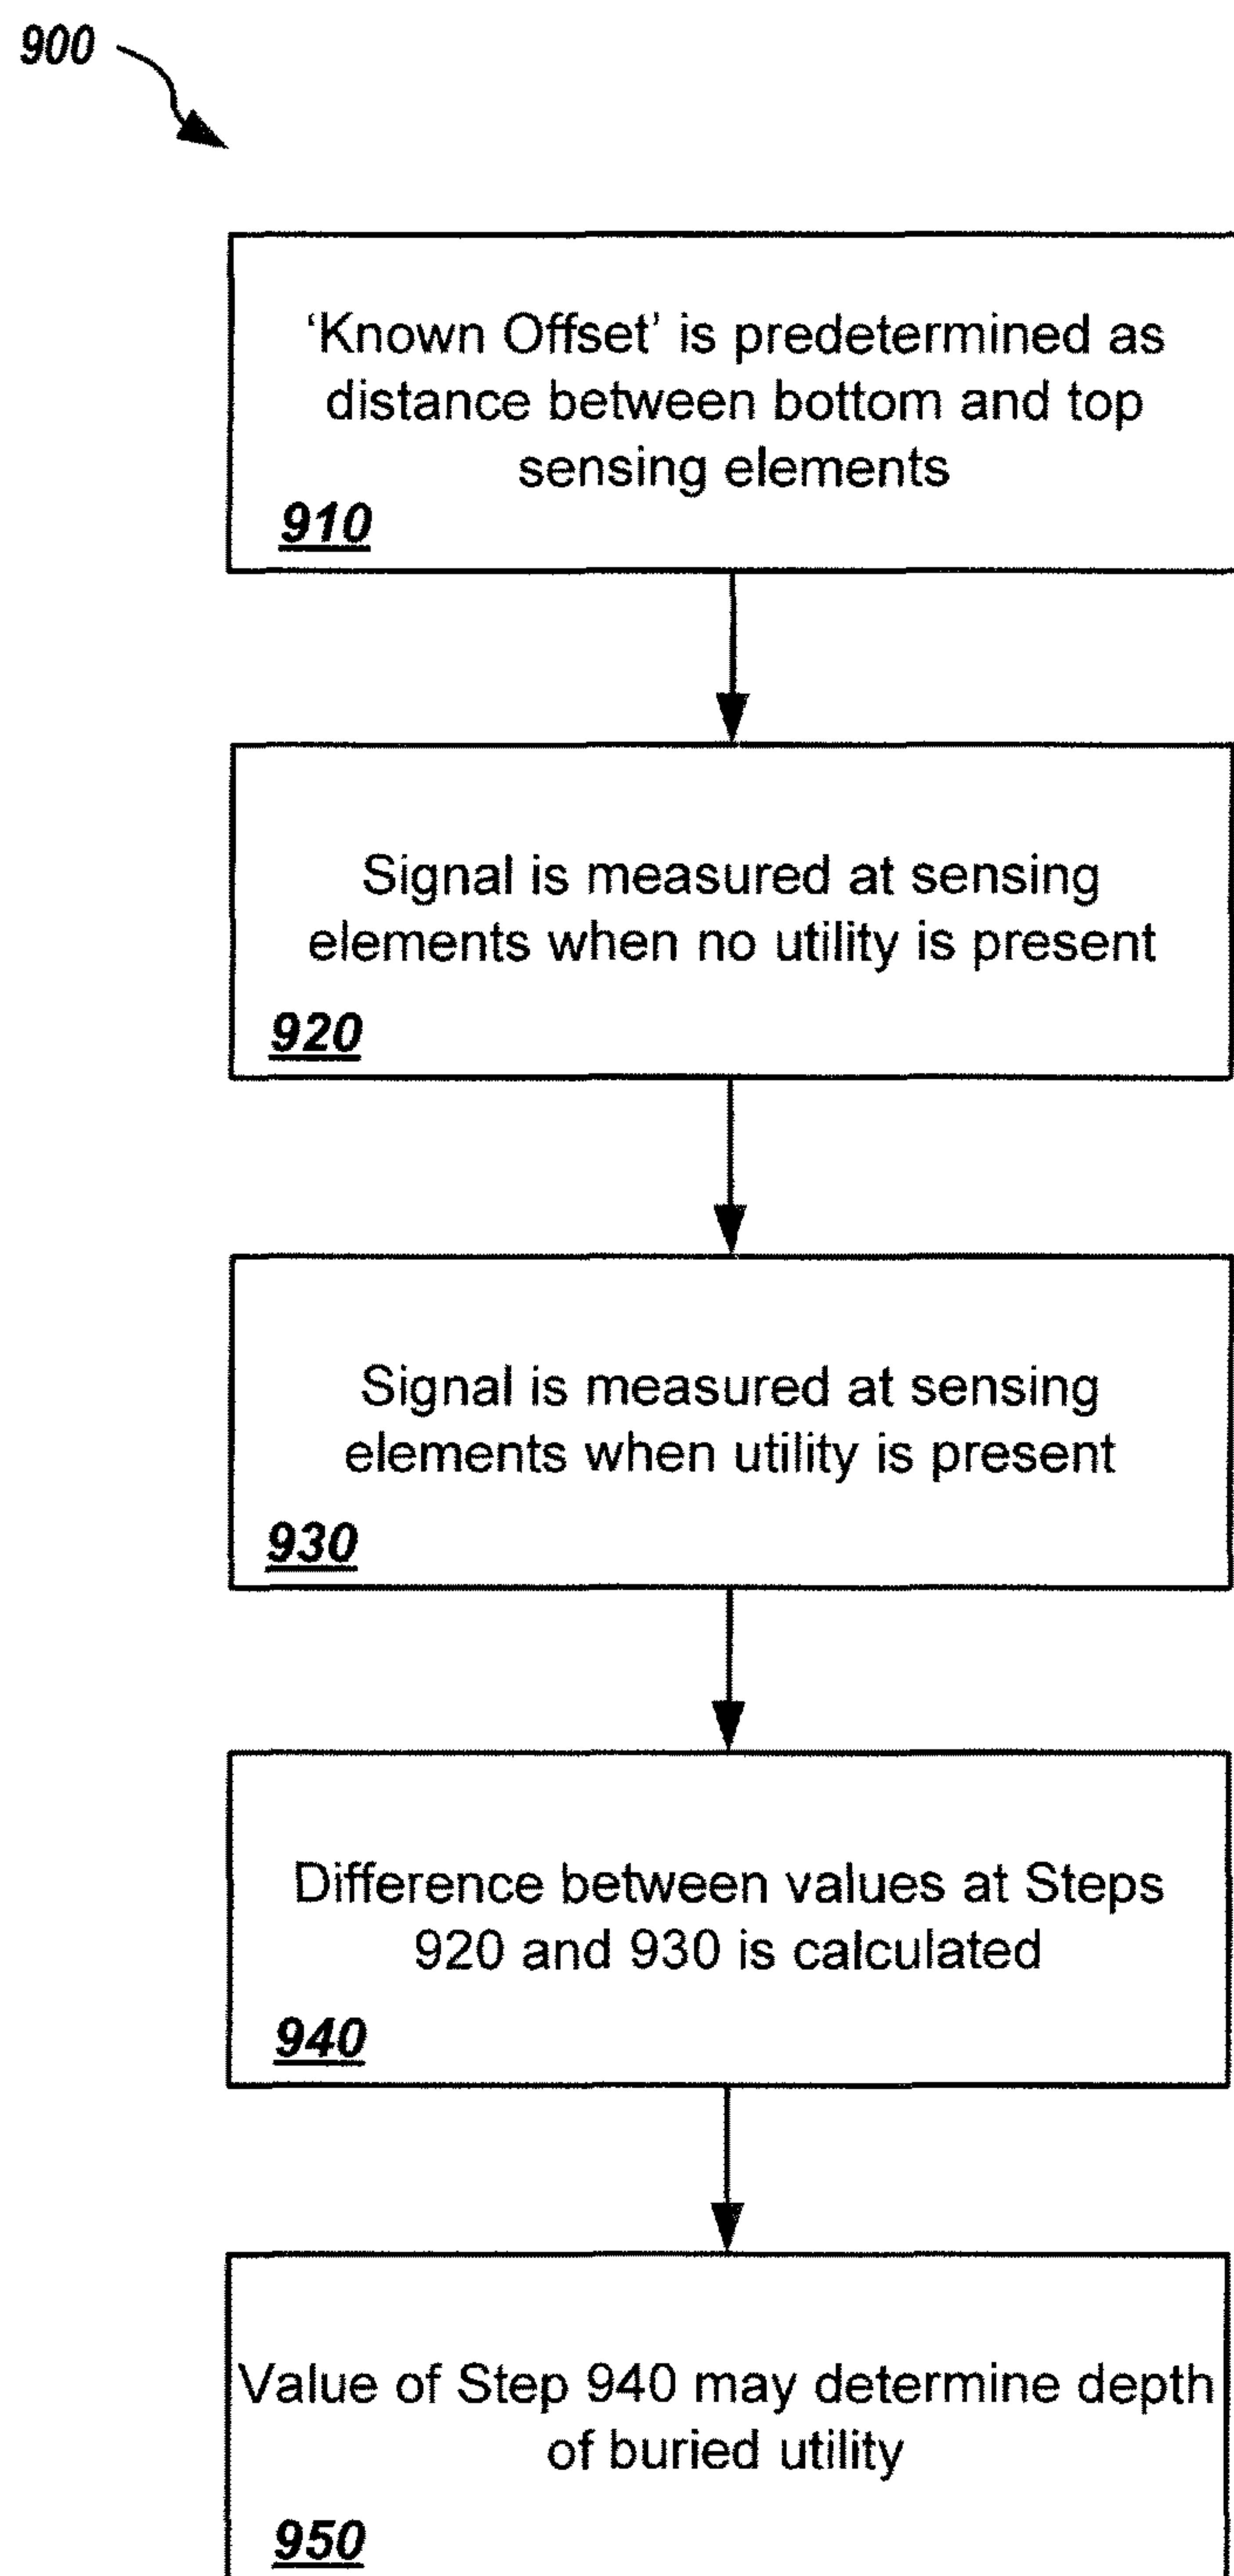 900
‘Known Offset’ is predetermined as
distance between bottom and top
sensing elements
910
Signal is measured at sensing
elements when no utility is present
920
Signal is measured at sensing
elements when utility is present
930
Difference between values at Steps
920 and 930 is calculated
940
Value of Step 940 may determine depth
of buried utility
950